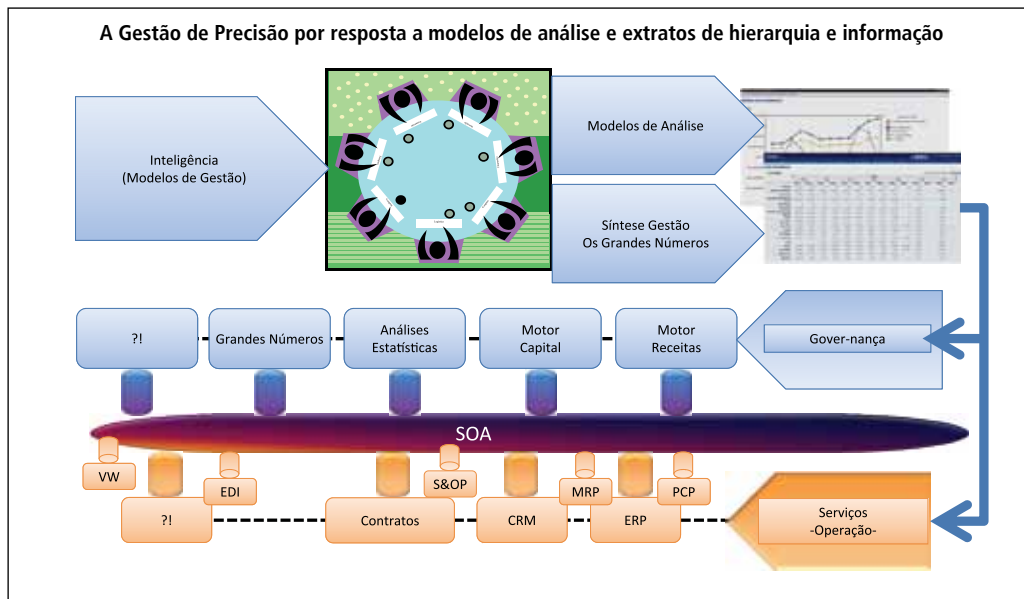 A Gestão de Precisão por resposta a modelos de análise e extratos de hierarquia e informação
Inteligência
(Modelos de Gestão)
Modelos de Análise
Síntese Gestão
Os Grandes Números
?!
Grandes Números
Análises
Estatísticas
Motor
Capital
Motor
Receitas
Gover-nança
SOA
VW
EDI
S&OP
MRP
PCP
?!
Contratos
CRM
ERP
Serviços
-Operação-